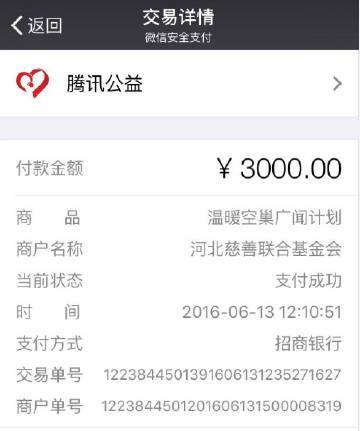 返回
交易详情
微信安全支付
腾讯公益
付款金额 ¥ 3000.00
商 品 温暖空巢广闻计划
商户名称 河北慈善联合基金会
当前状态 支付成功
时 间 2016-06-13 12:10:51
支付方式 招商银行
交易单号 1223844501391606131235271627
商户单号 1223844501201606131500008319